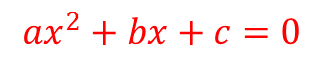 ax² + bx + c = 0